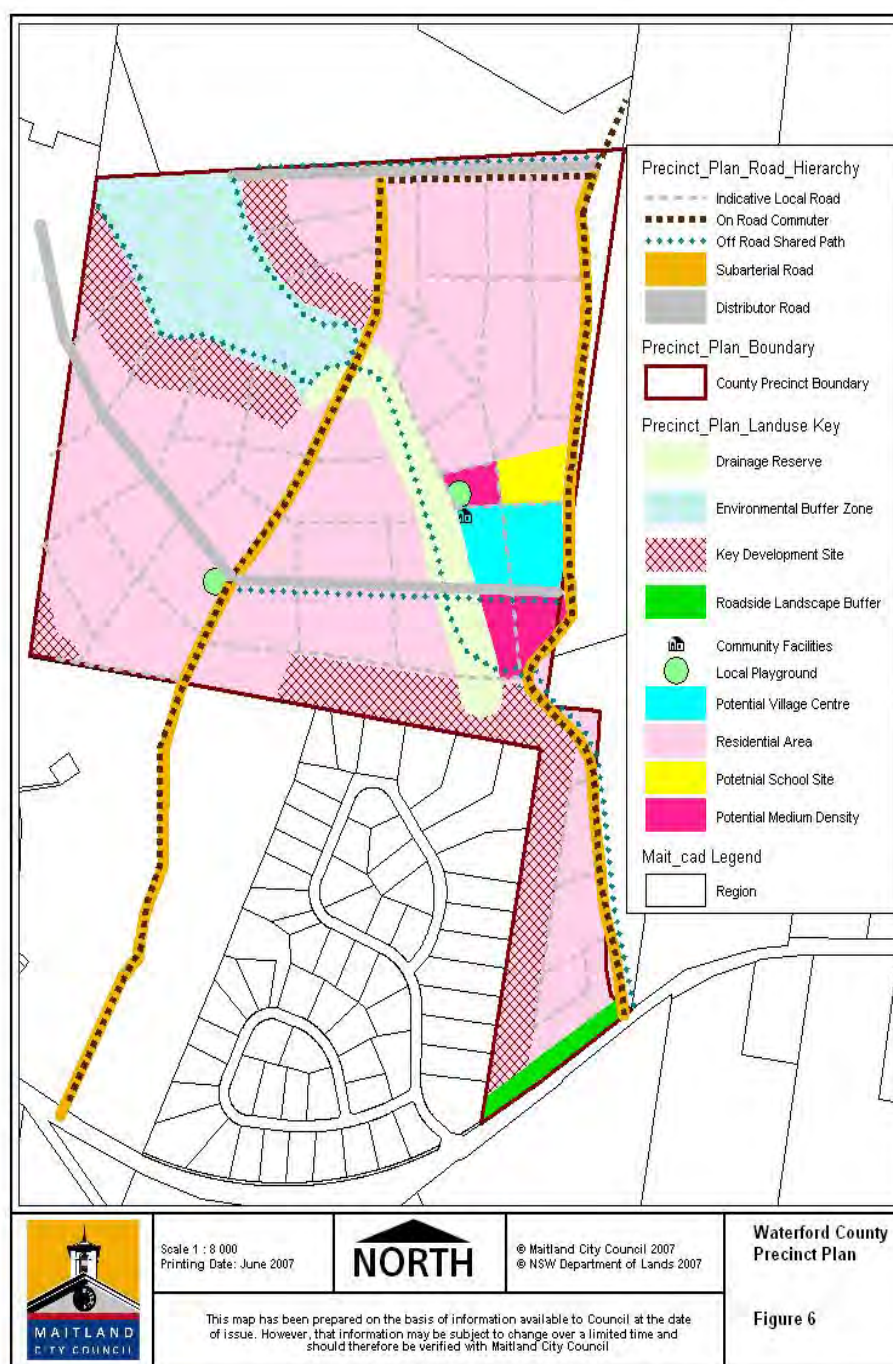 Precinct_Plan_Road_Hierarchy
Indicative Local Road
On Road Commuter
Off Road Shared Path
Subarterial Road
Distributor Road
Precinct_Plan_Boundary
County Precinct Boundary
Precinct_Plan_Landuse Key
Drainage Reserve
Environmental Buffer Zone
Key Development Site
Roadside Landscape Buffer
Community Facilities
Local Playground
Potential Village Centre
Residential Area
Potetnial School Site
Potential Medium Density
Mait_cad Legend
Region
MAITLAND
CITY COUNCIL
Scale 1 : 8 000
Printing Date: June 2007
NORTH
© Maitland City Council 2007
© NSW Department of Lands 2007
This map has been prepared on the basis of information available to Council at the date
of issue. However, that information may be subject to change over a limited time and
should therefore be verified with Maitland City Council
Waterford County
Precinct Plan
Figure 6